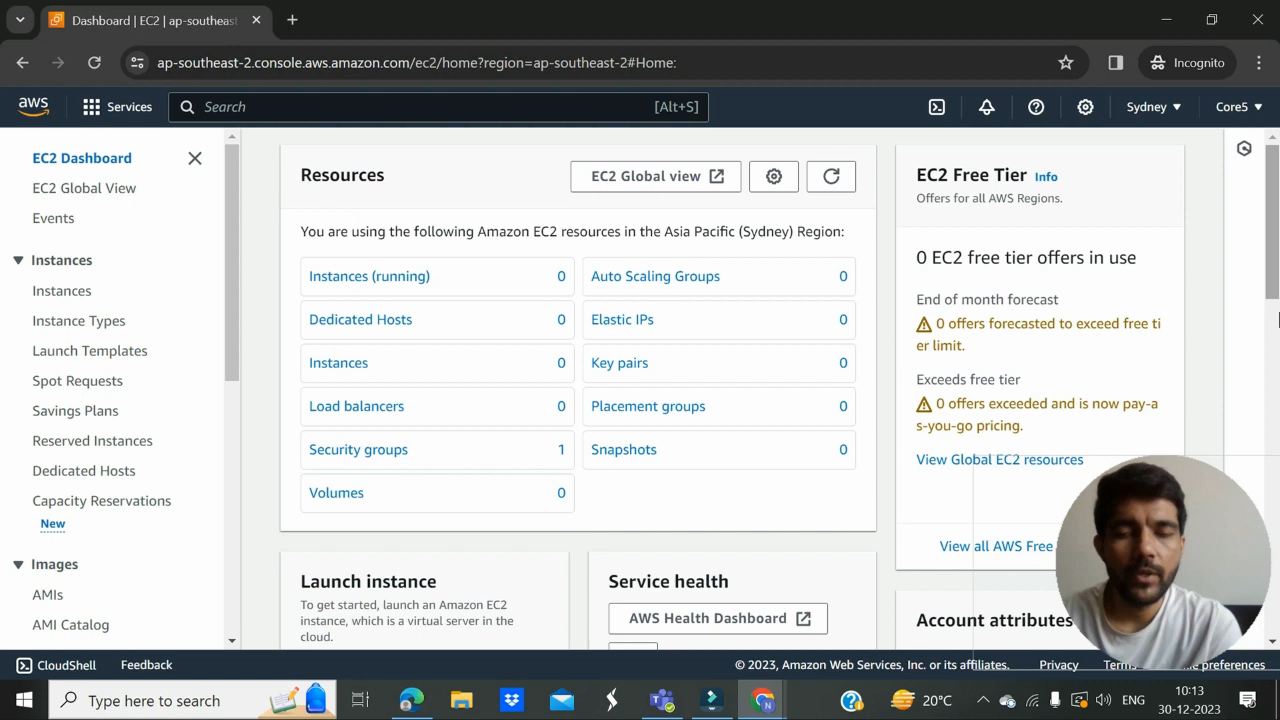 Dashboard | EC2 | ap-southeast
ap-southeast-2.console.aws.amazon.com/ec2/home?region=ap-southeast-2#Home:
Incognito
aws
Services
Search
[Alt+S]
Sydney
Core5
EC2 Dashboard
EC2 Global View
Events
Instances
Instances
Instance Types
Launch Templates
Spot Requests
Savings Plans
Reserved Instances
Dedicated Hosts
Capacity Reservations
New
Images
AMIs
AMI Catalog
Resources
EC2 Global view
You are using the following Amazon EC2 resources in the Asia Pacific (Sydney) Region:
Instances (running) 0
Auto Scaling Groups 0
Dedicated Hosts 0
Elastic IPs 0
Instances 0
Key pairs 0
Load balancers 0
Placement groups 0
Security groups 1
Snapshots 0
Volumes 0
Launch instance
To get started, launch an Amazon EC2
instance, which is a virtual server in the
cloud.
Service health
AWS Health Dashboard
EC2 Free Tier Info
Offers for all AWS Regions.
0 EC2 free tier offers in use
End of month forecast
0 offers forecasted to exceed free ti
er limit.
Exceeds free tier
0 offers exceeded and is now pay-a
s-you-go pricing.
View Global EC2 resources
View all AWS Free
Account attributes
CloudShell
Feedback
© 2023, Amazon Web Services, Inc. or its affiliates.
Privacy
Terms
preferences
Type here to search
20°C
ENG
10:13
30-12-2023